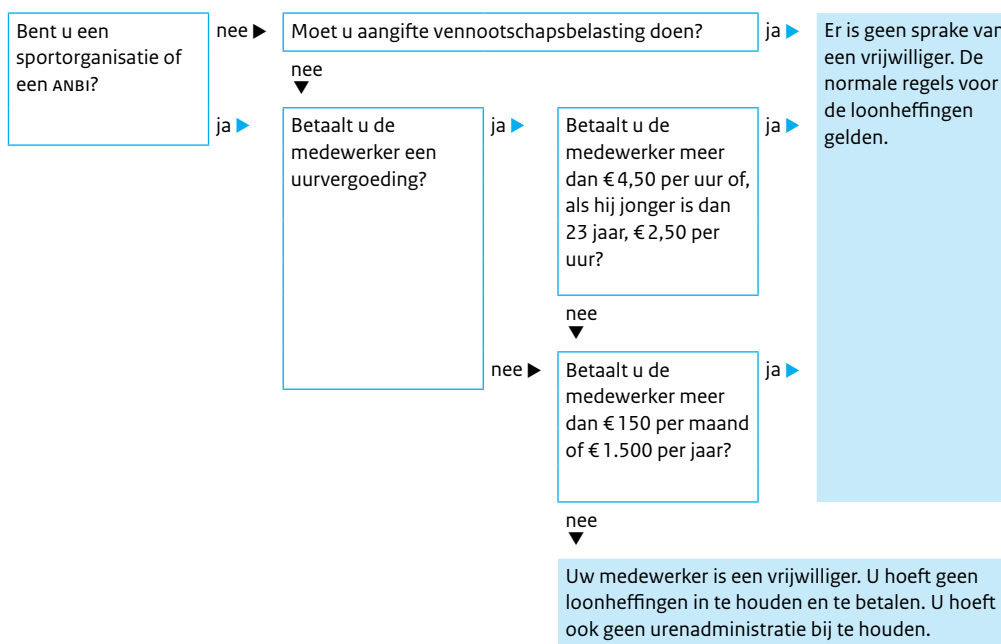 Bent u een
sportorganisatie of
een ANBI?
nee ▶
Moet u aangifte vennootschapsbelasting doen?
ja ▶
Er is geen sprake van
een vrijwilliger. De
normale regels voor
de loonheffingen
gelden.
nee
▼
ja ▶
Betaalt u de
medewerker een
uurvergoeding?
ja ▶
Betaalt u de
medewerker meer
dan € 4,50 per uur of,
als hij jonger is dan
23 jaar, € 2,50 per
uur?
ja ▶
nee
▼
nee ▶
Betaalt u de
medewerker meer
dan € 150 per maand
of € 1.500 per jaar?
ja ▶
nee
▼
Uw medewerker is een vrijwilliger. U hoeft geen
loonheffingen in te houden en te betalen. U hoeft
ook geen urenadministratie bij te houden.